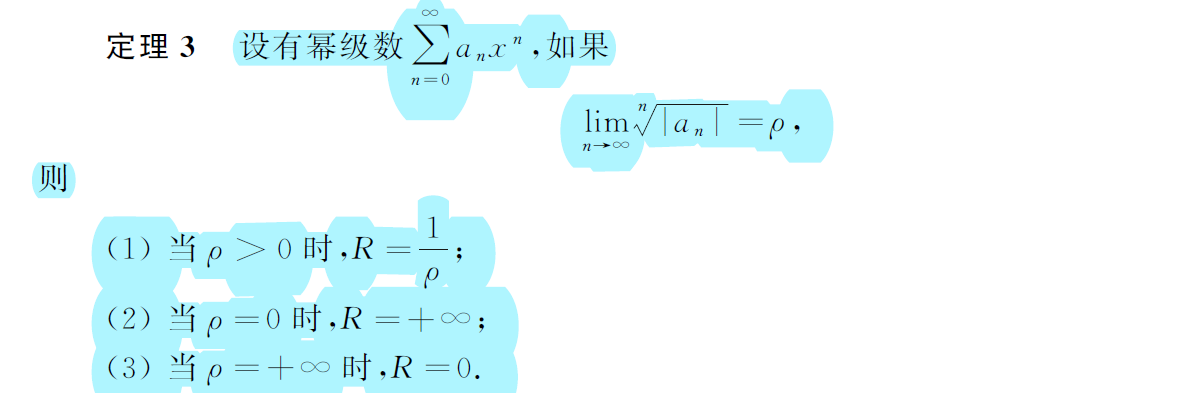 定理 3 设有幂级数 $\sum_{n=0}^{\infty} a_n x^n$ ,如果
$\lim_{n \to \infty} \sqrt[n]{|a_n|} = \rho$ ,
则
(1) 当 $\rho > 0$ 时,$R = \frac{1}{\rho}$ ;
(2) 当 $\rho = 0$ 时,$R = +\infty$ ;
(3) 当 $\rho = +\infty$ 时,$R = 0$.